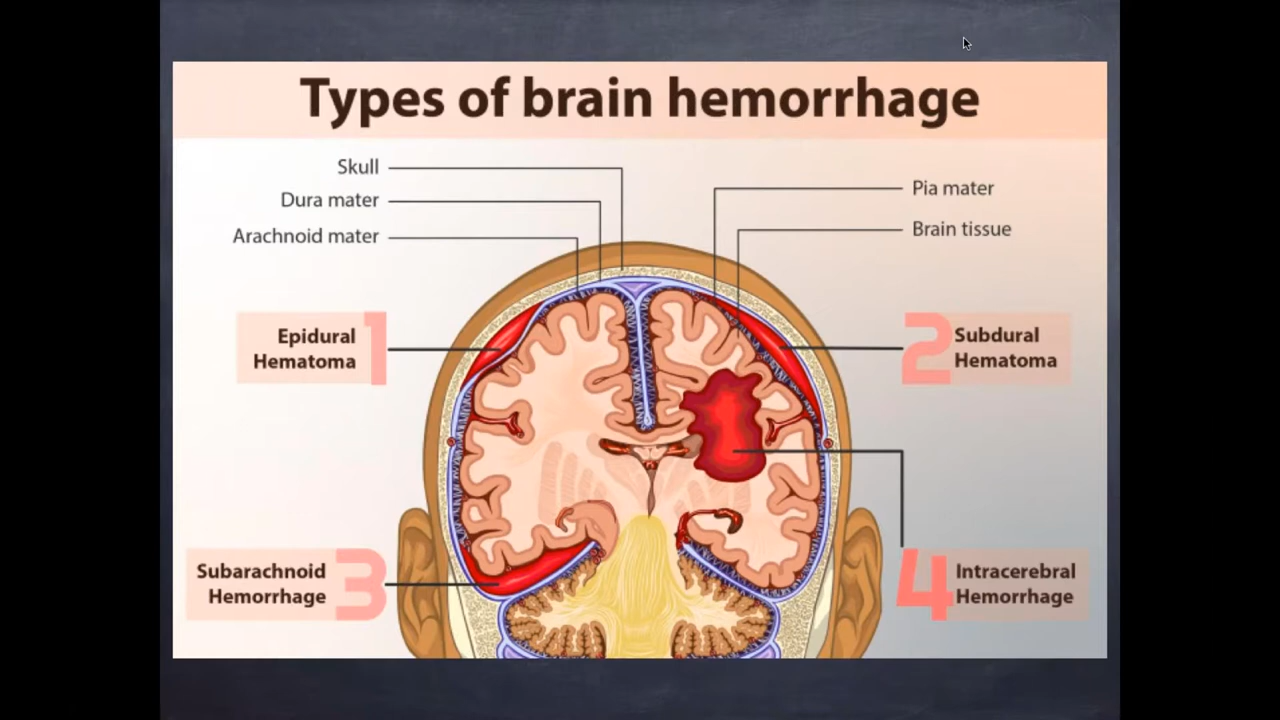 Types of brain hemorrhage
Skull
Dura mater
Arachnoid mater
Pia mater
Brain tissue
1
Epidural
Hematoma
2
Subdural
Hematoma
3
Subarachnoid
Hemorrhage
4
Intracerebral
Hemorrhage